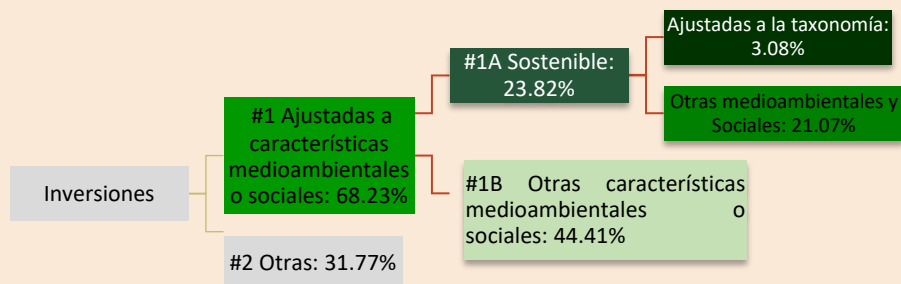 Inversiones
#1 Ajustadas a
características
medioambientales
o sociales: 68.23%
#2 Otras: 31.77%
#1A Sostenible:
23.82%
#1B Otras características
medioambientales o
sociales: 44.41%
Ajustadas a la taxonomía:
3.08%
Otras medioambientales y
Sociales: 21.07%